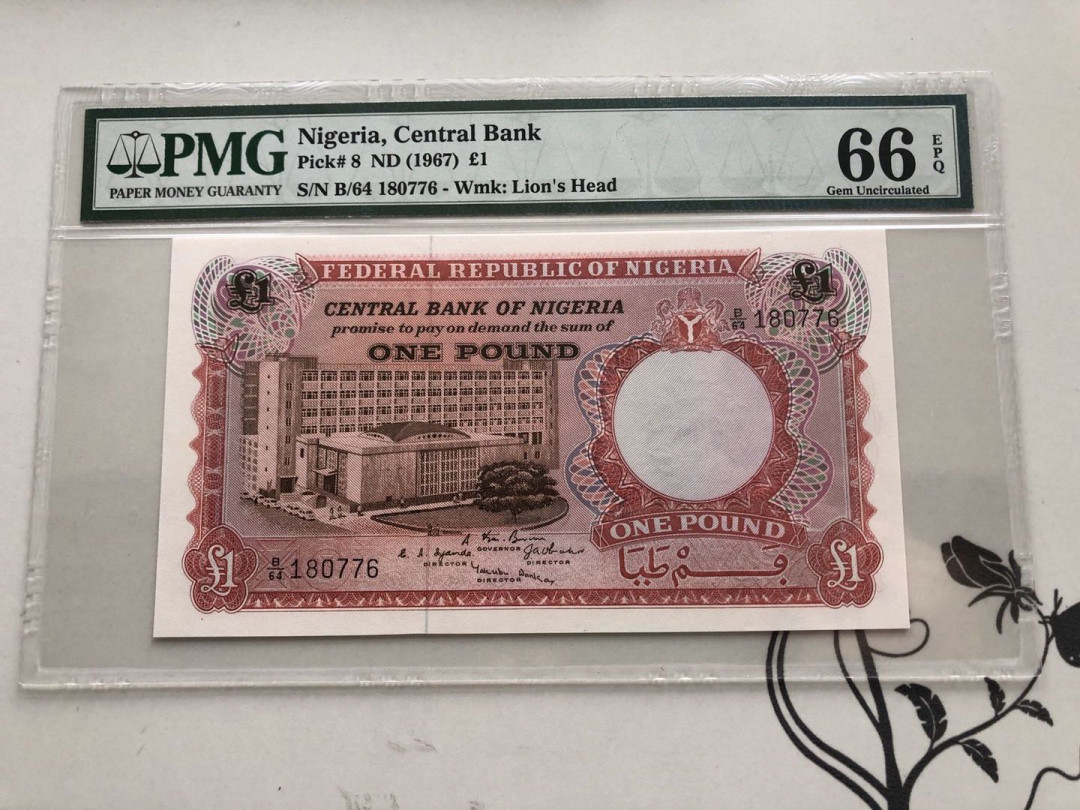 PMG
PAPER MONEY GUARANTY
Nigeria, Central Bank
Pick# 8 ND (1967) £1
S/N B/64 180776 - Wmk: Lion's Head
66
EPQ
Gem Uncirculated
FEDERAL REPUBLIC OF NIGERIA
£1
£1
CENTRAL BANK OF NIGERIA
promise to pay on demand the sum of
ONE POUND
B/64 180776
ONE POUND
GOVERNOR
DIRECTOR
DIRECTOR
DIRECTOR
£1
B/64 180776
£1